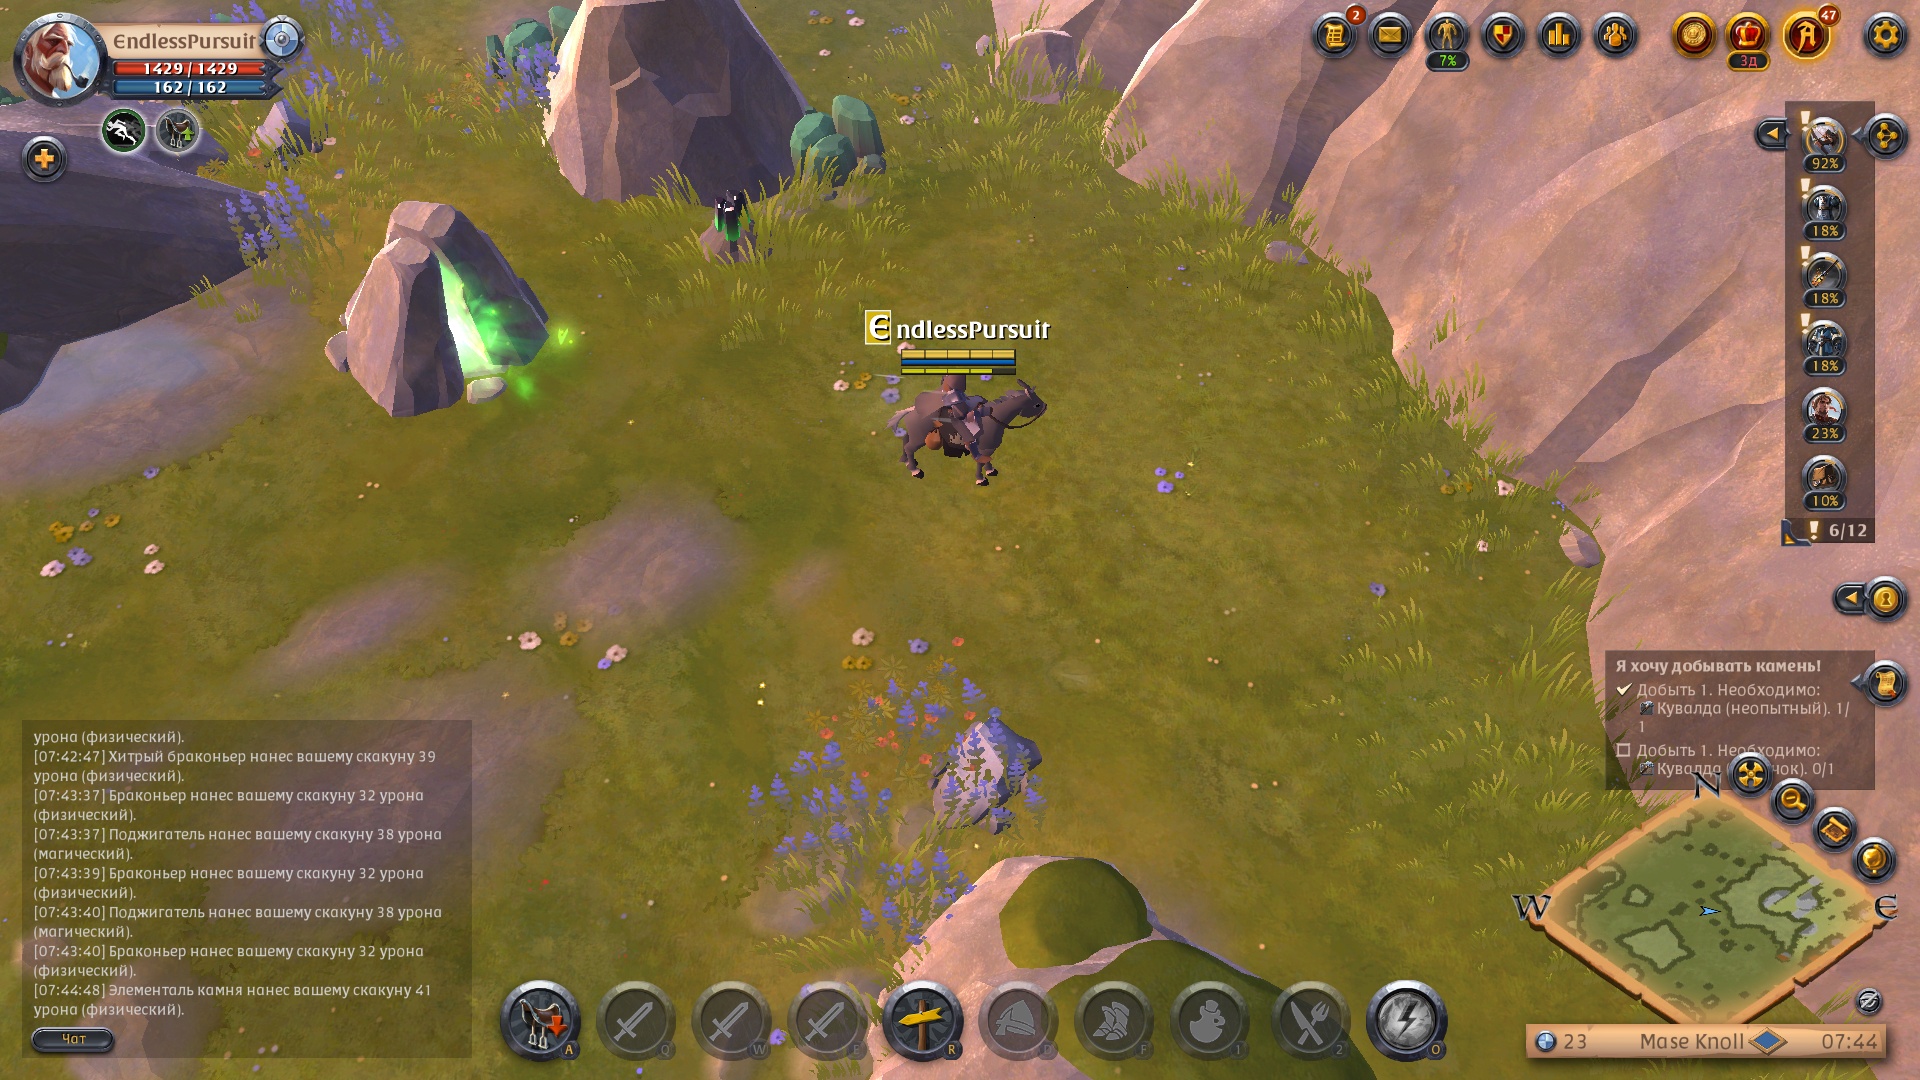 EndlessPursuit
1429 / 1429
162 / 162
2
7%
3д
47
92%
18%
18%
18%
23%
10%
6/12
EndlessPursuit
Я хочу добывать камень!
Добыть 1. Необходимо:
Кувалда (неопытный). 1/
1
Добыть 1. Необходимо:
Кувалда ( чок). 0/1
N
W
E
урона (физический).
[07:42:47] Хитрый браконьер нанес вашему скакуну 39
урона (физический).
[07:43:37] Браконьер нанес вашему скакуну 32 урона
(физический).
[07:43:37] Поджигатель нанес вашему скакуну 38 урона
(магический).
[07:43:39] Браконьер нанес вашему скакуну 32 урона
(физический).
[07:43:40] Поджигатель нанес вашему скакуну 38 урона
(магический).
[07:43:40] Браконьер нанес вашему скакуну 32 урона
(физический).
[07:44:48] Элементаль камня нанес вашему скакуну 41
урона (физический).
Чат
A
Q
W
E
R
D
F
1
2
O
23
Mase Knoll
07:44